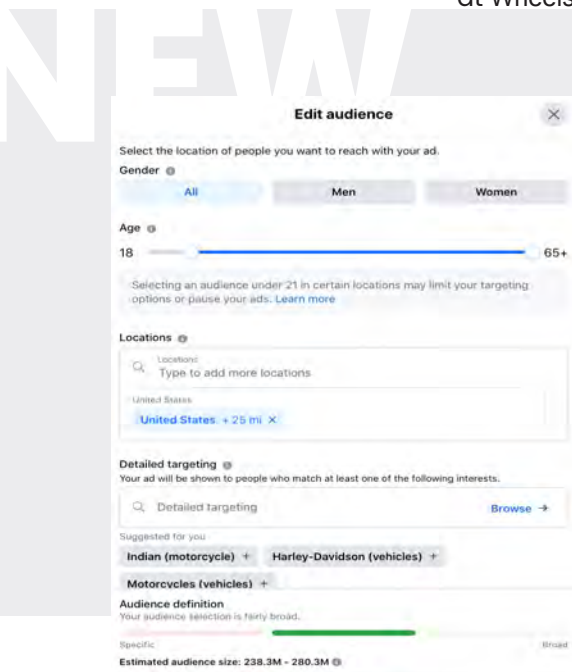 at Wheels
NEW
Edit audience
Select the location of people you want to reach with your ad.
Gender
All Men Women
Age
18 65+
Selecting an audience under 21 in certain locations may limit your targeting
options or pause your ads. Learn more
Locations
Locations
Type to add more locations
United States
United States + 25 mi ×
Detailed targeting
Your ad will be shown to people who match at least one of the following interests.
Detailed targeting Browse →
Suggested for you
Indian (motorcycle) + Harley-Davidson (vehicles) +
Motorcycles (vehicles) +
Audience definition
Your audience selection is fairly broad.
Specific Broad
Estimated audience size: 238.3M - 280.3M